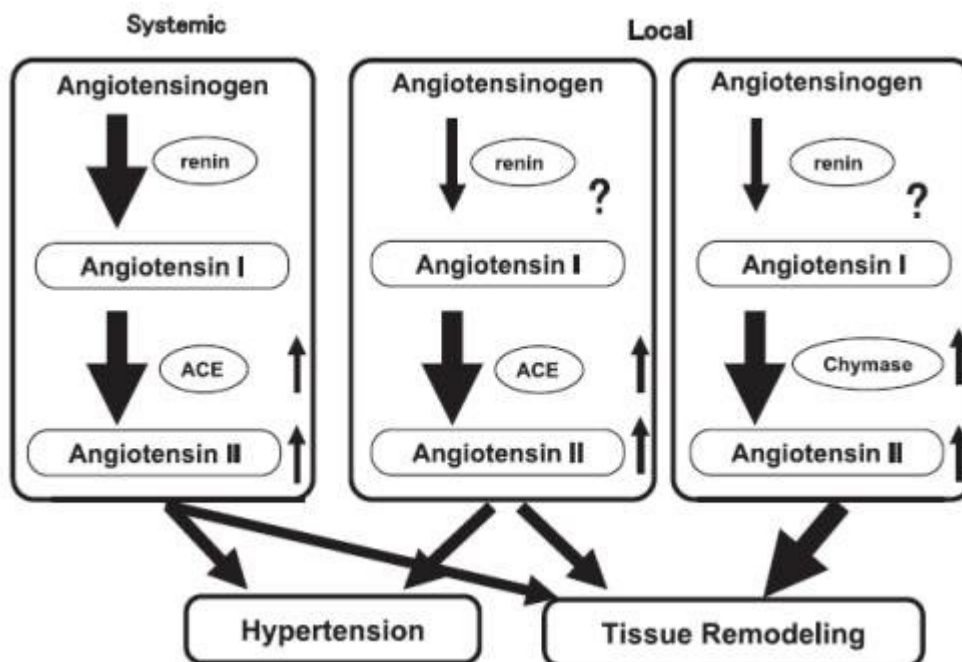 Systemic
Local
Angiotensinogen
renin
Angiotensin I
ACE
Angiotensin II
Angiotensinogen
renin
?
Angiotensin I
ACE
Angiotensin II
Angiotensinogen
renin
?
Angiotensin I
Chymase
Angiotensin II
Hypertension
Tissue Remodeling